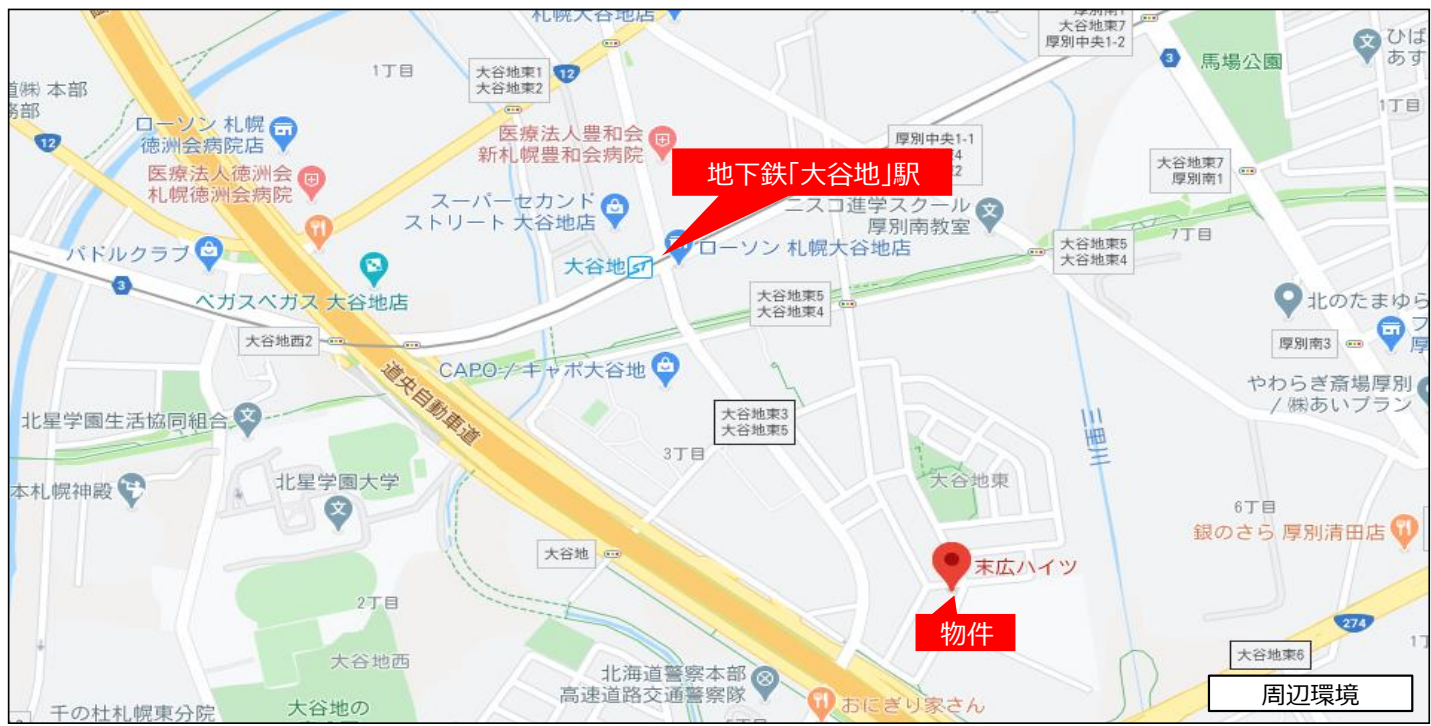 札幌大谷地店
大谷地東7
厚別中央1-2
ひば
あす
馬場公園
3
1丁目
大谷地東1
大谷地東2
12
本部
務部
12
ローソン 札幌
徳洲会病院店
医療法人徳洲会
札幌徳洲会病院
医療法人豊和会
新札幌豊和会病院
厚別中央1-1
地下鉄「大谷地」駅
大谷地東7
厚別南1
1丁目
スーパーセカンド
ストリート 大谷地店
ニスコ進学スクール
厚別南教室
パドルクラブ
3
ベガスベガス 大谷地店
大谷地
ローソン 札幌大谷地店
大谷地東5
大谷地東4
7丁目
大谷地東5
大谷地東4
北のたまゆら
大谷地西2
厚別南3
CAPO / キャポ大谷地
道央自動車道
やわらぎ斎場厚別
/ ㈱あいプラン
北星学園生活協同組合
大谷地東3
大谷地東5
三里川
3丁目
本札幌神殿
北星学園大学
大谷地東
6丁目
銀のさら 厚別清田店
大谷地
末広ハイツ
2丁目
物件
274
大谷地西
北海道警察本部
高速道路交通警察隊
大谷地東6
おにぎり家さん
周辺環境
千の杜札幌東分院
大谷地の